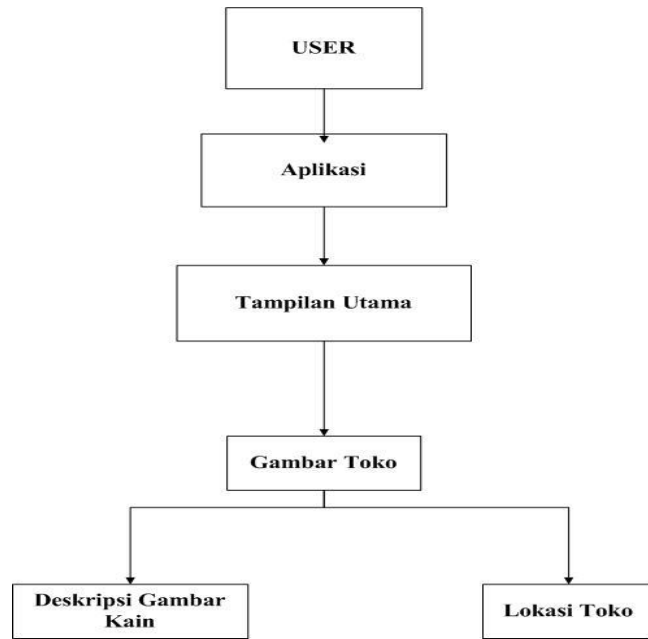 USER
Aplikasi
Tampilan Utama
Gambar Toko
Deskripsi Gambar
Kain
Lokasi Toko